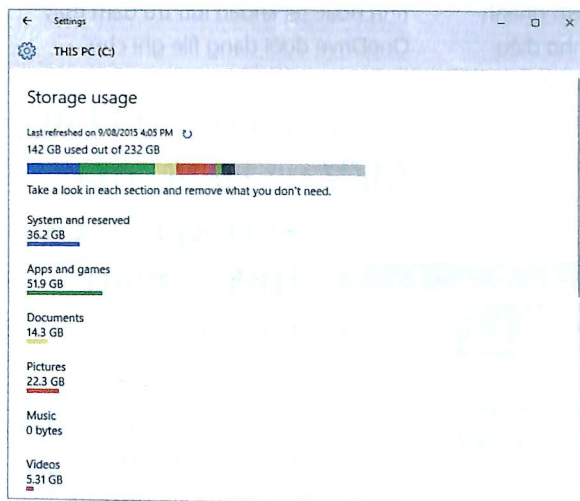 Settings
THIS PC (C:)
Storage usage
Last refreshed on 9/08/2015 4:05 PM
142 GB used out of 232 GB
Take a look in each section and remove what you don't need.
System and reserved
36.2 GB
Apps and games
51.9 GB
Documents
14.3 GB
Pictures
22.3 GB
Music
0 bytes
Videos
5.31 GB